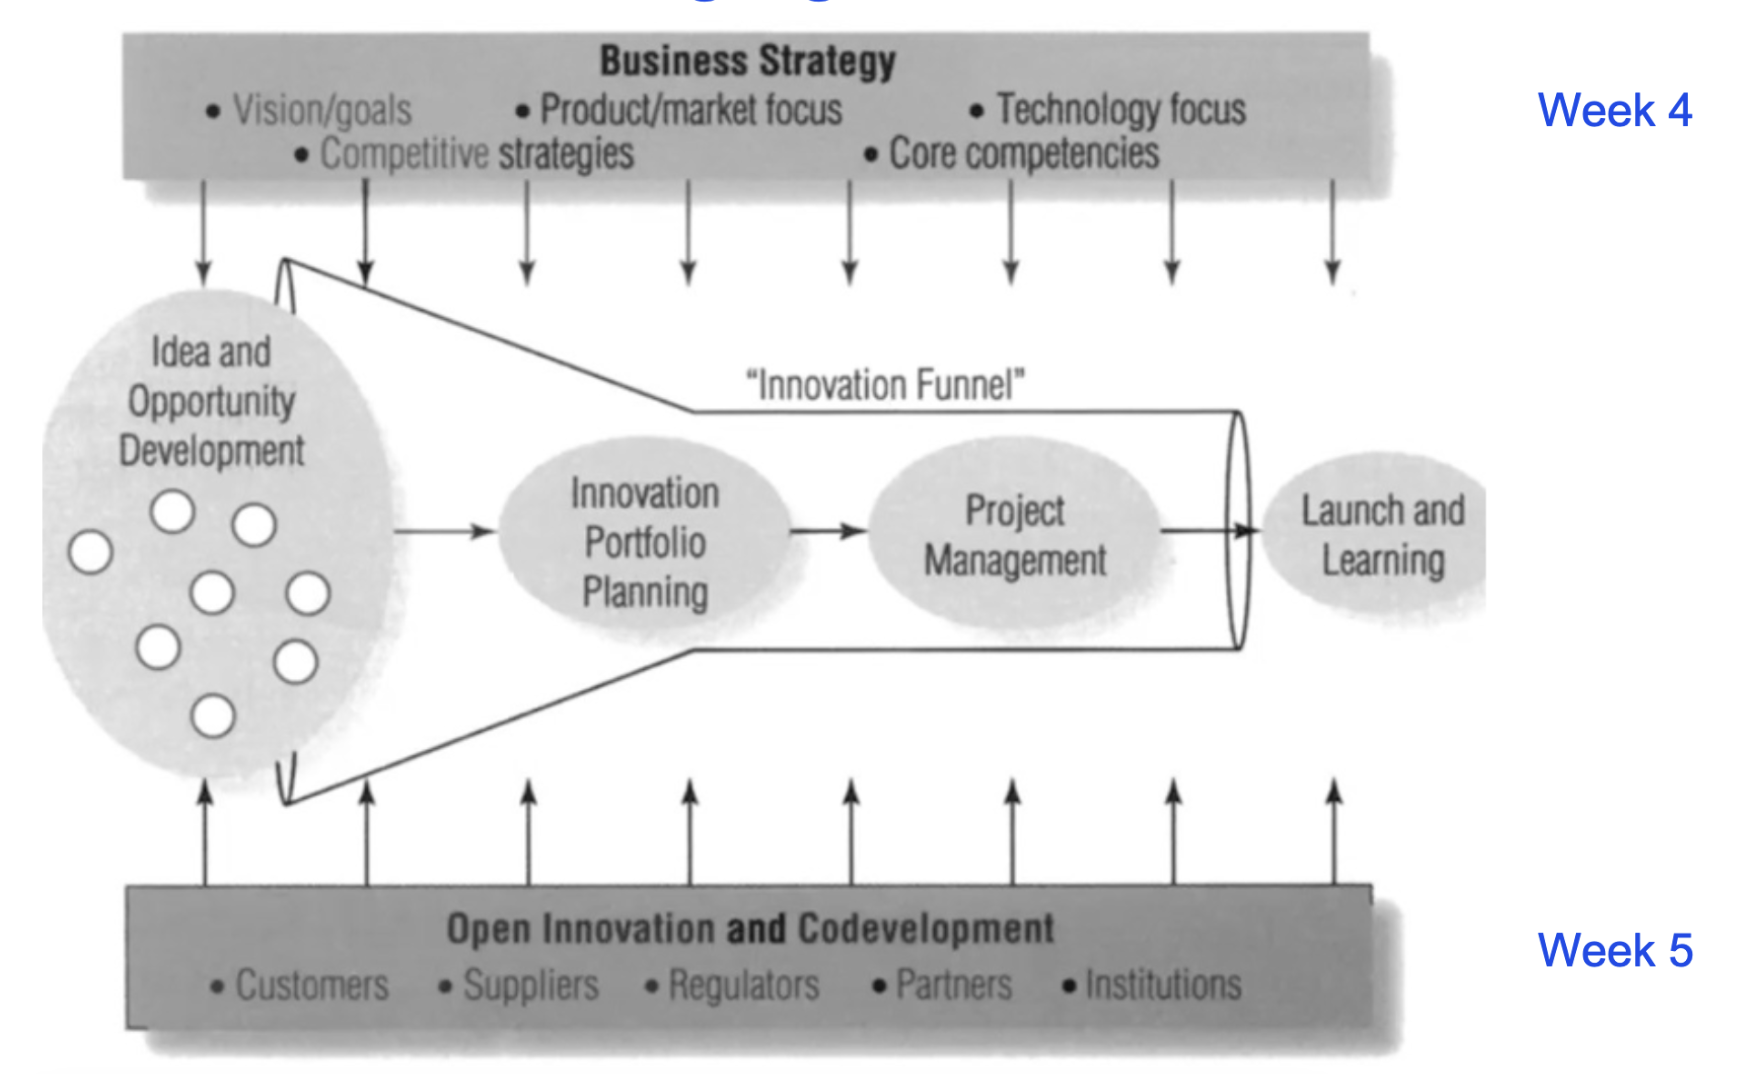 Business Strategy
Week 4
• Vision/goals • Product/market focus • Technology focus
• Competitive strategies • Core competencies
Idea and
Opportunity
Development
“Innovation Funnel”
Innovation
Portfolio
Planning
Project
Management
Launch and
Learning
Open Innovation and Codevelopment
Week 5
• Customers • Suppliers • Regulators • Partners • Institutions